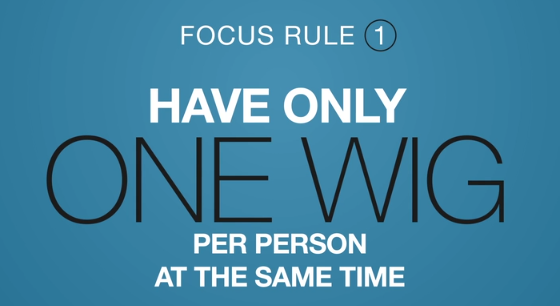 FOCUS RULE 1
HAVE ONLY
ONE WIG
PER PERSON
AT THE SAME TIME